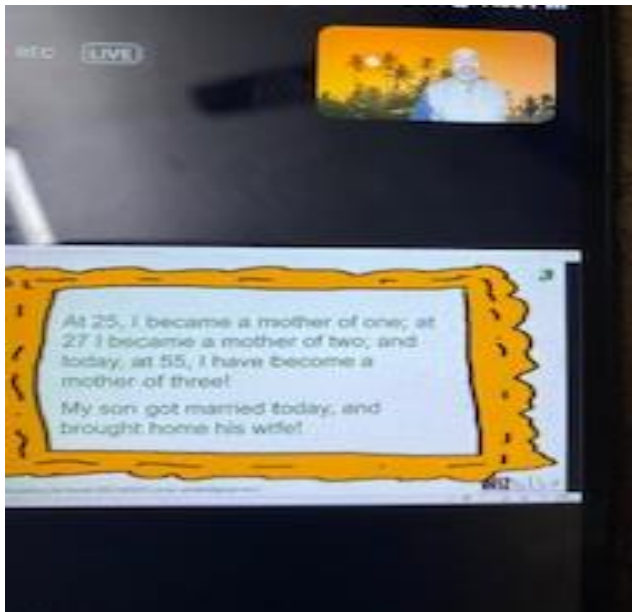 REC LIVE
3
At 25, I became a mother of one; at
27 I became a mother of two; and
today, at 55, I have become a
mother of three!
My son got married today, and
brought home his wife!